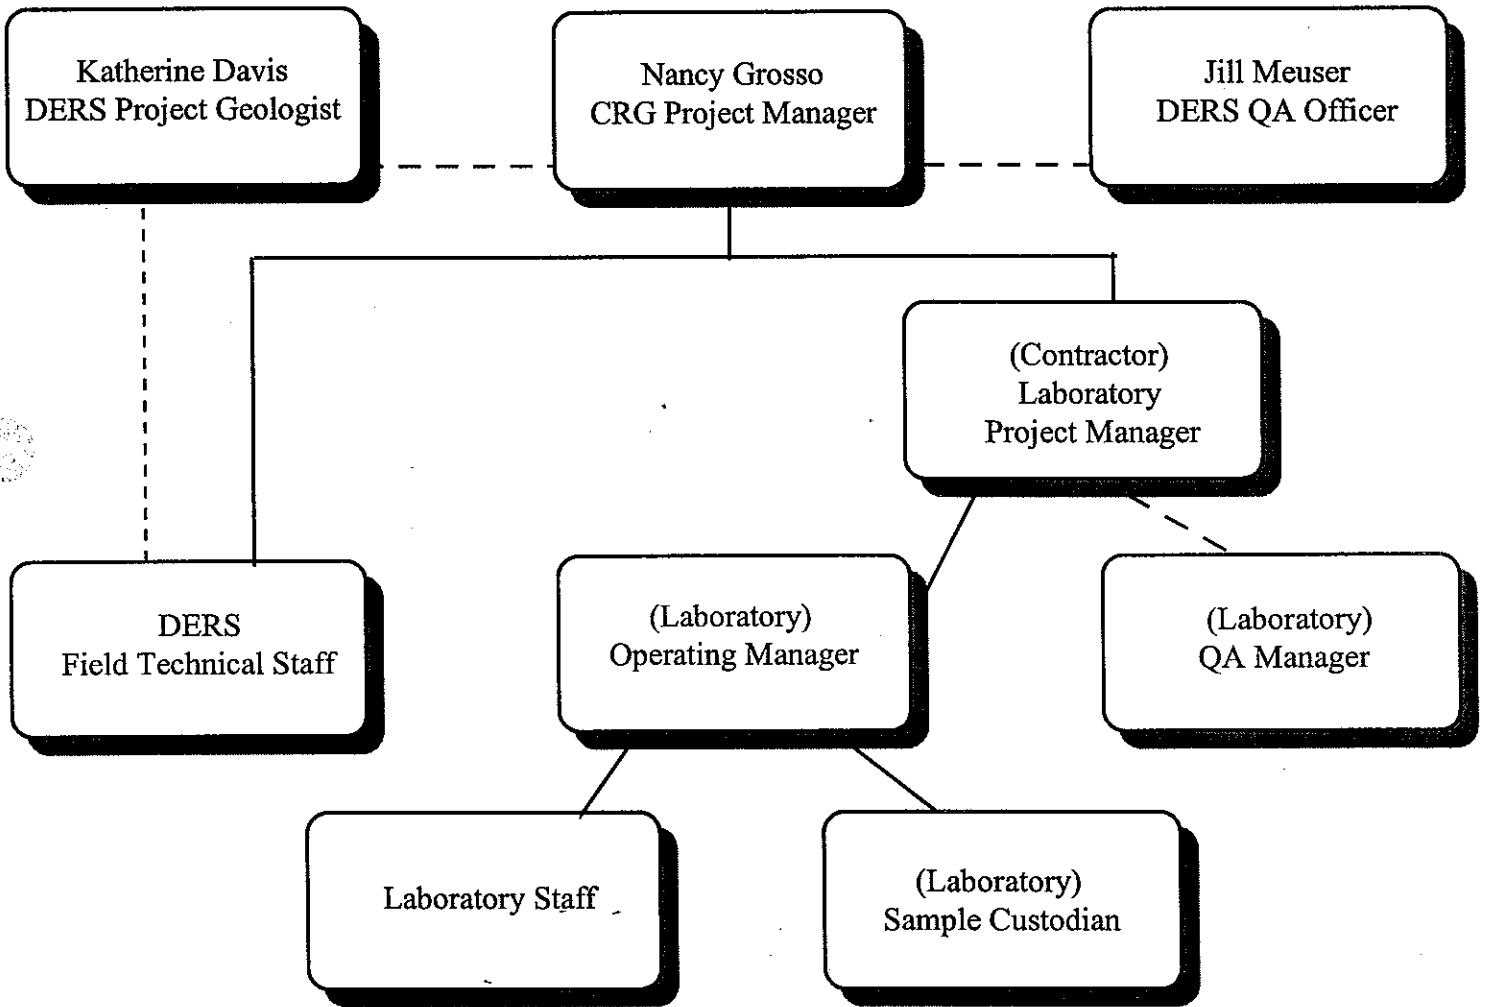 Katherine Davis
DERS Project Geologist
Nancy Grosso
CRG Project Manager
Jill Meuser
DERS QA Officer
(Contractor)
Laboratory
Project Manager
DERS
Field Technical Staff
(Laboratory)
Operating Manager
(Laboratory)
QA Manager
Laboratory Staff
(Laboratory)
Sample Custodian